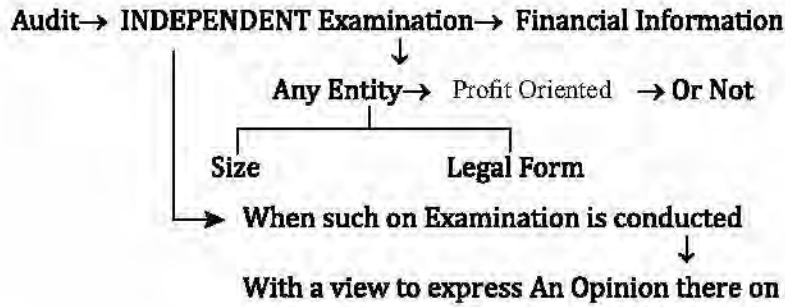 Audit→ INDEPENDENT Examination→ Financial Information
Any Entity→ Profit Oriented → Or Not
Size Legal Form
When such on Examination is conducted
With a view to express An Opinion there on